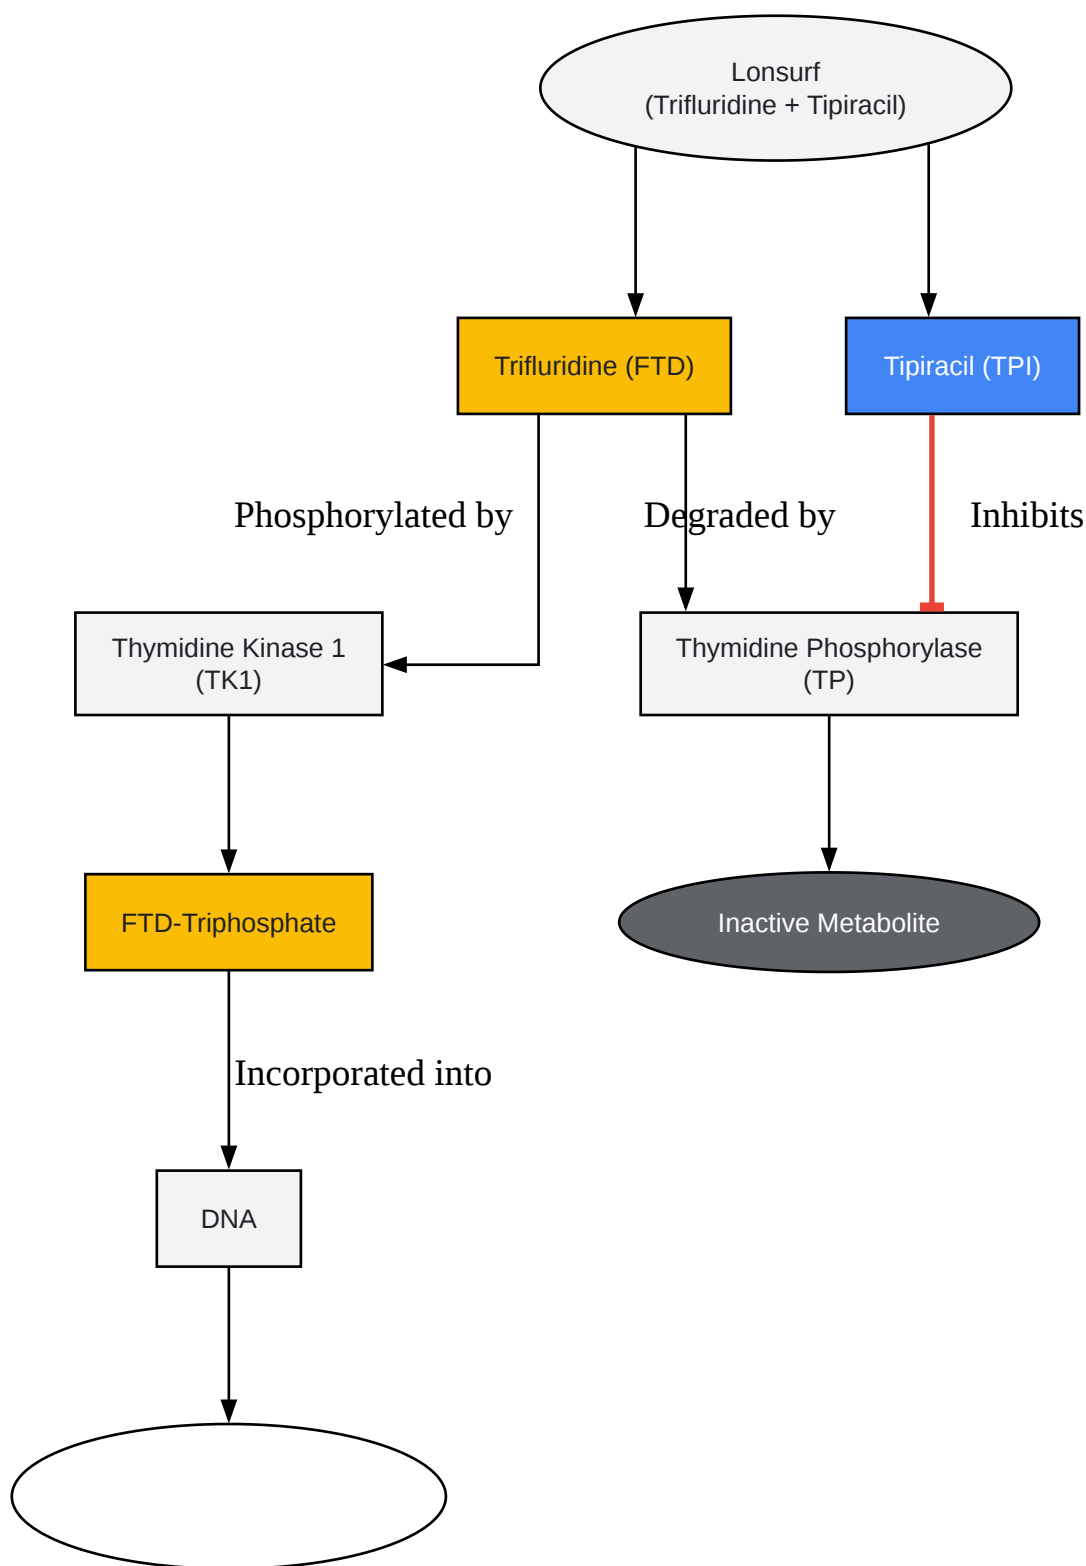 Lonsurf
(Trifluridine + Tipiracil)
Trifluridine (FTD)
Tipiracil (TPI)
Phosphorylated by
Degraded by
Inhibits
Thymidine Kinase 1
(TK1)
Thymidine Phosphorylase
(TP)
FTD-Triphosphate
Inactive Metabolite
Incorporated into
DNA